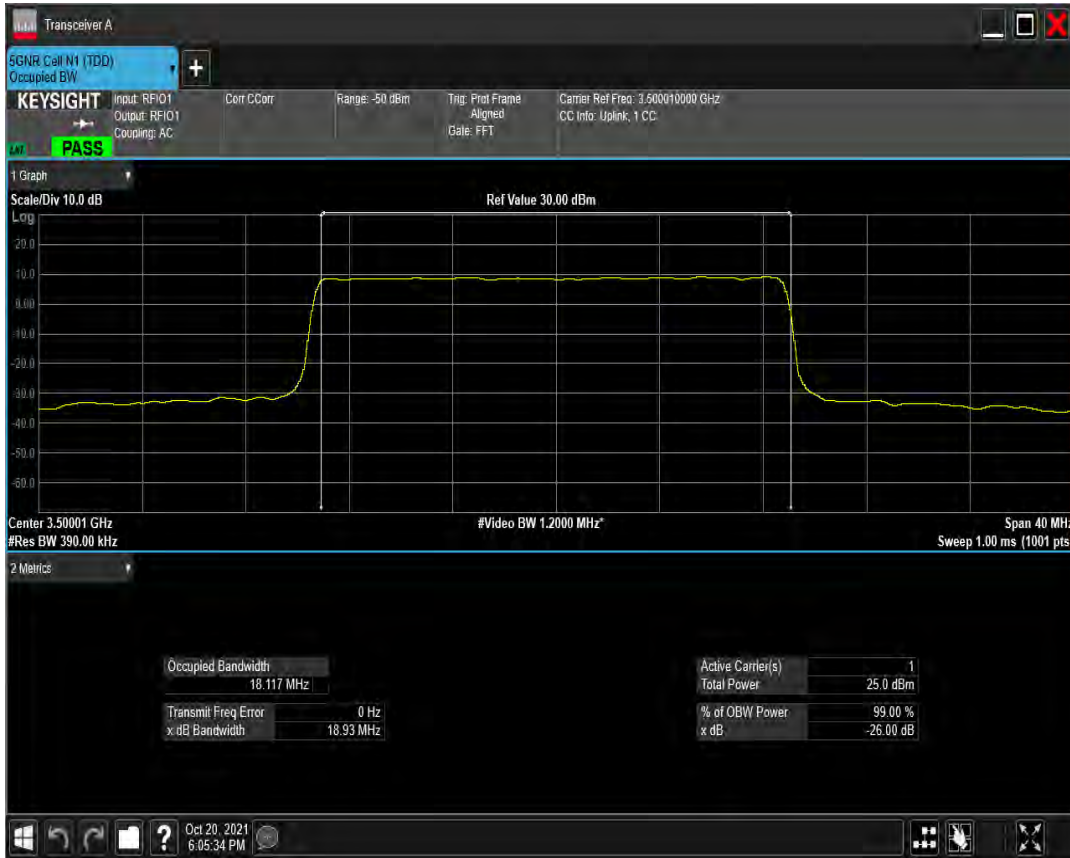 Transceiver A
5GNR Cell N1 (TDD)
Occupied BW
+
KEYSIGHT
PASS
Input: RFIO1
Output: RFIO1
Coupling: AC
Corr CCorr
Range: -50 dBm
Trig: Prot Frame
Aligned
Gate: FFT
Carrier Ref Freq: 3.500010000 GHz
CC Info: Uplink, 1 CC
1 Graph
Scale/Div 10.0 dB
Ref Value 30.00 dBm
Log
20.0
10.0
0.00
-10.0
-20.0
-30.0
-40.0
-50.0
-60.0
Center 3.50001 GHz
#Video BW 1.2000 MHz*
Span 40 MHz
#Res BW 390.00 kHz
Sweep 1.00 ms (1001 pts
2 Metrics
Occupied Bandwidth
18.117 MHz
Transmit Freq Error 0 Hz
x dB Bandwidth 18.93 MHz
Active Carrier(s) 1
Total Power 25.0 dBm
% of OBW Power 99.00 %
x dB -26.00 dB
?
Oct 20, 2021
6:05:34 PM